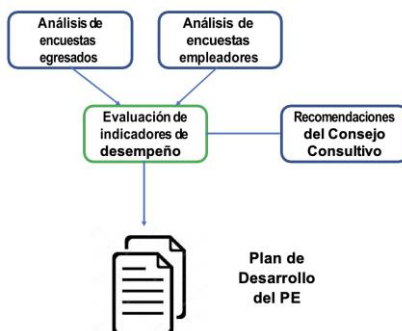 Análisis de
encuestas
egresados
Análisis de
encuestas
empleadores
Evaluación de
indicadores de
desempeño
Recomendaciones
del Consejo
Consultivo
Plan de
Desarrollo
del PE